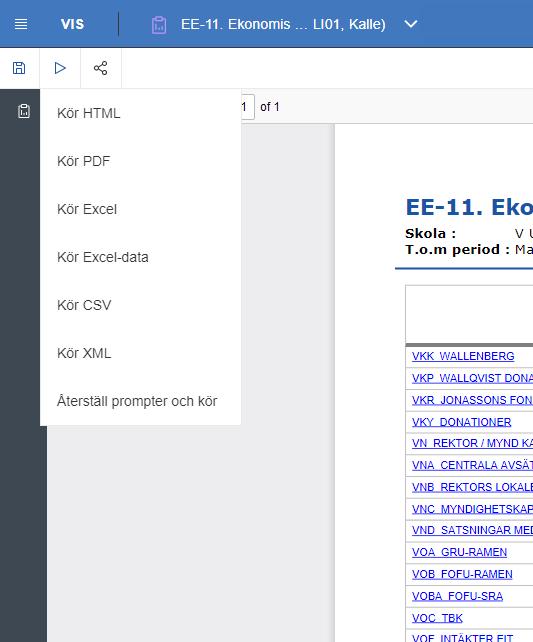 VIS EE-11. Ekonomis ... LI01, Kalle)
1 of 1
Kör HTML
Kör PDF
Kör Excel
Kör Excel-data
Kör CSV
Kör XML
Återställ prompter och kör
EE-11. Eko
Skola : V U
T.o.m period : Ma
VKK WALLENBERG
VKP WALLQVIST DONA
VKR JONASSONS FON
VKY DONATIONER
VN REKTOR / MYND KA
VNA CENTRALA AVSÄT
VNB REKTORS LOKALE
VNC MYNDIGHETSKAP
VND SATSNINGAR MED
VOA GRU-RAMEN
VOB FOFU-RAMEN
VOBA FOFU-SRA
VOC TBK
VOE INTÄKTER EIT